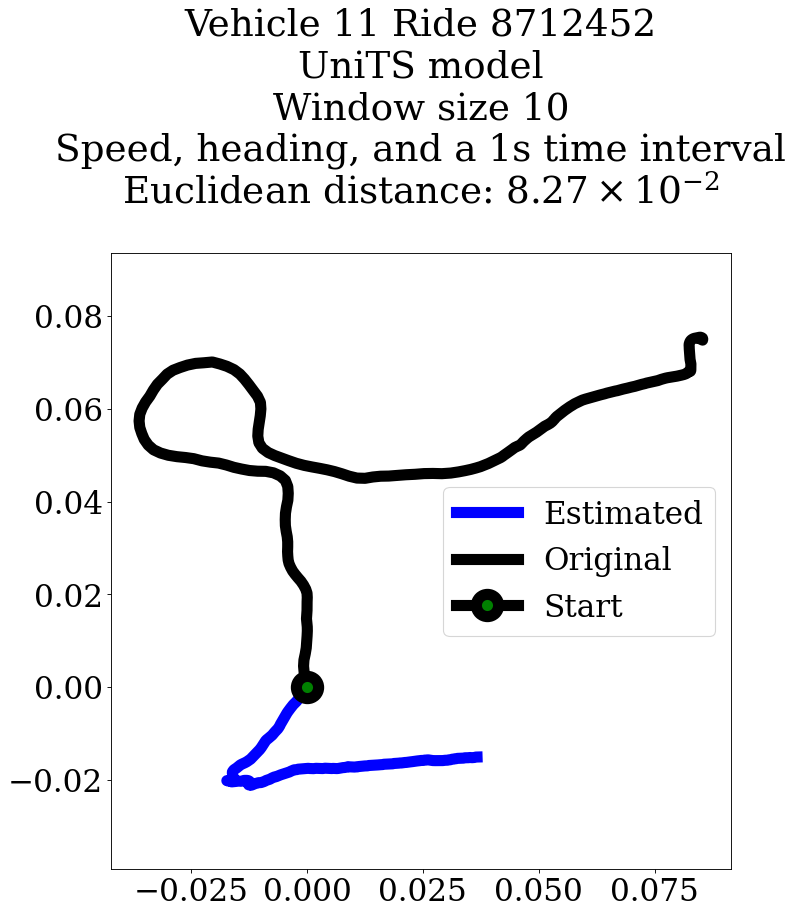 Vehicle 11 Ride 8712452
UniTS model
Window size 10
Speed, heading, and a 1s time interval
Euclidean distance: 8.27 × 10⁻²
0.08
0.06
0.04
0.02
0.00
−0.02
Estimated
Original
Start
−0.025 0.000 0.025 0.050 0.075